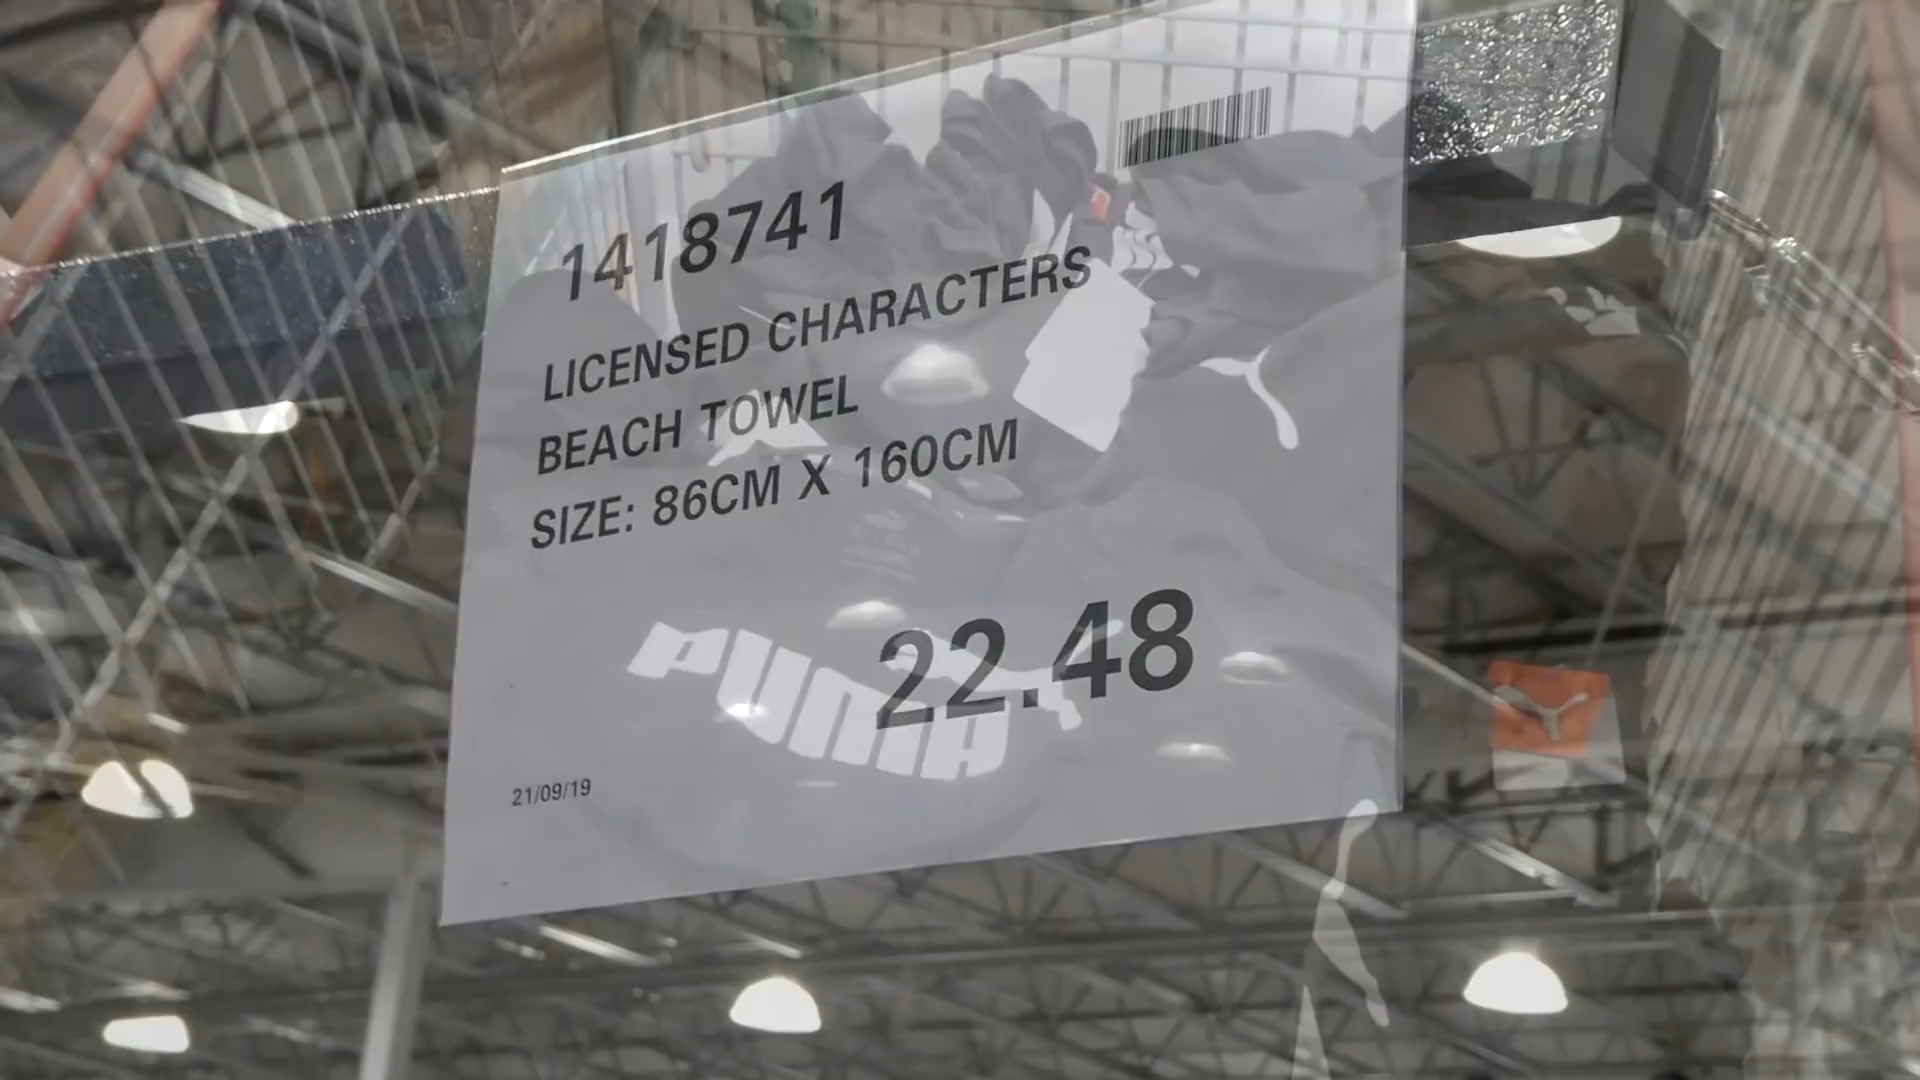 1418741
LICENSED CHARACTERS
BEACH TOWEL
SIZE: 86CM X 160CM
22.48
PUMA
21/09/19